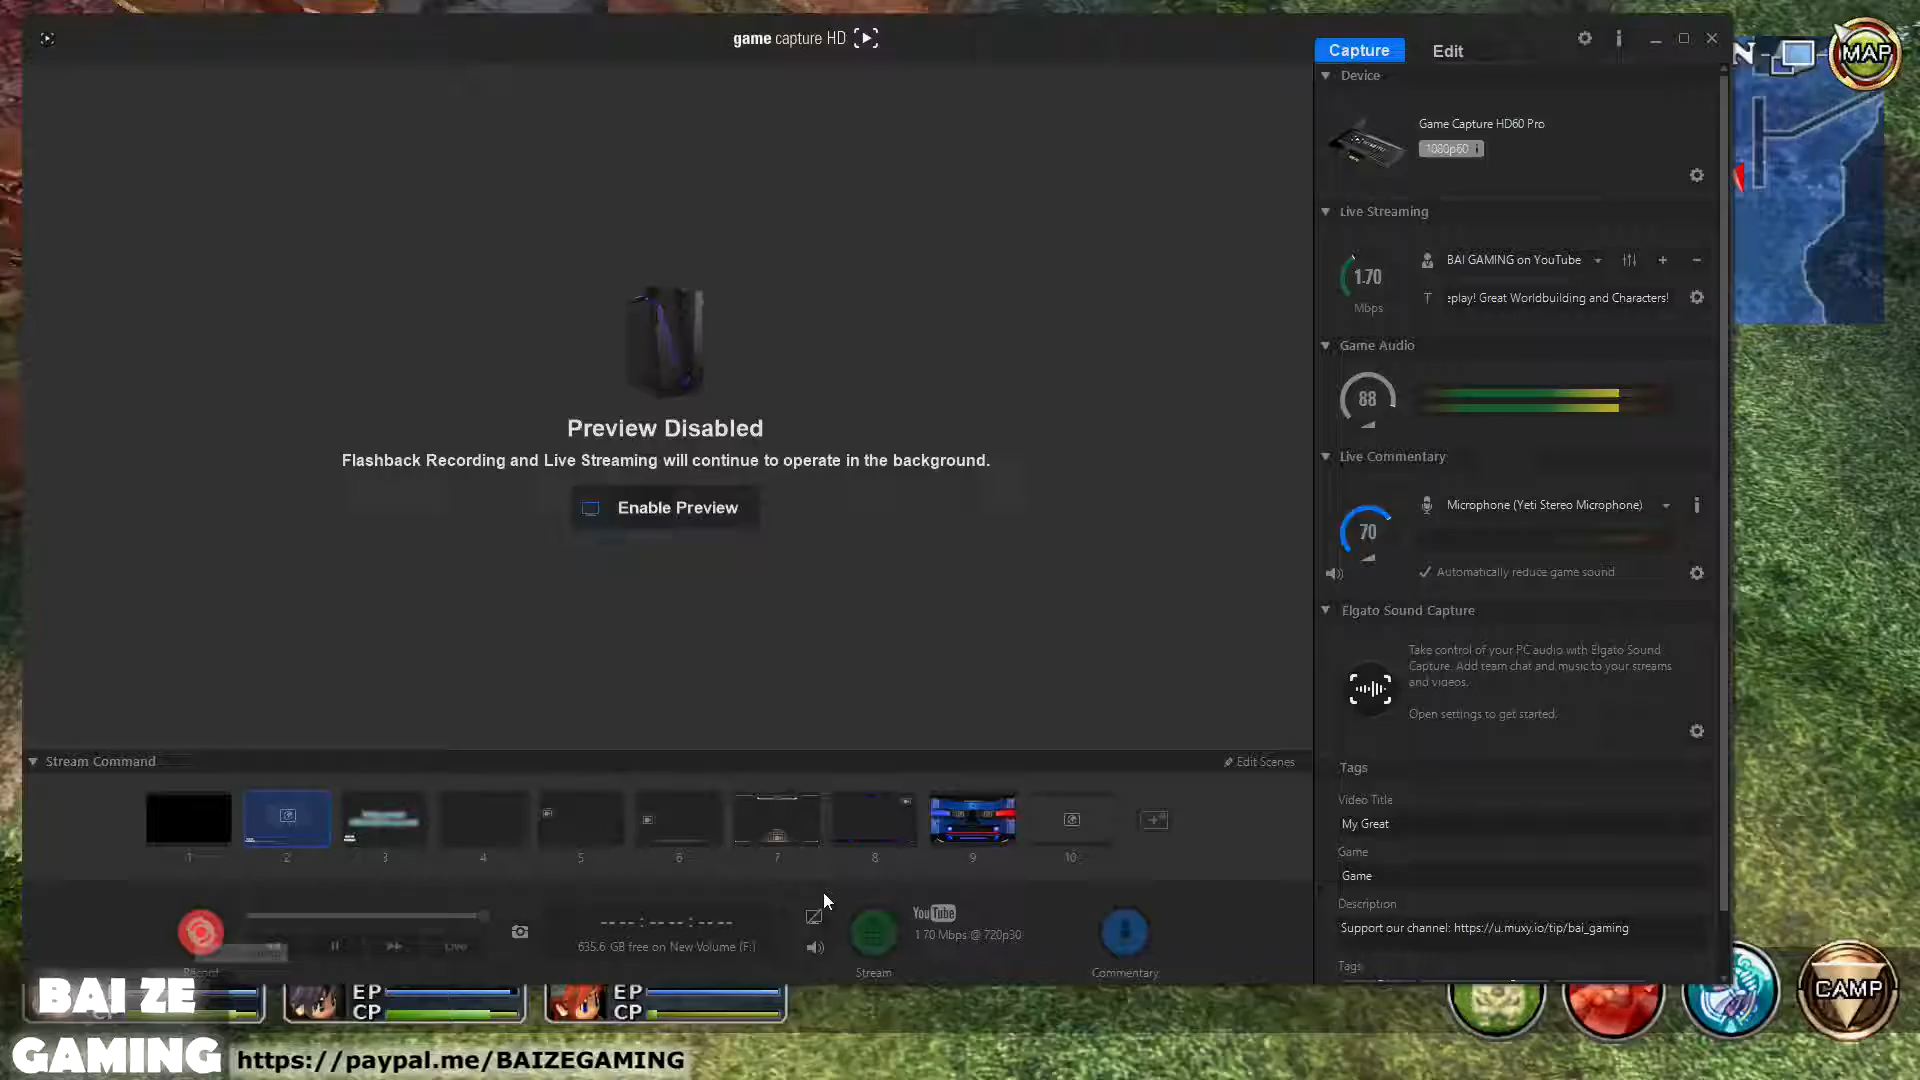 game capture HD
Capture
Edit
N
MAP
Device
Game Capture HD60 Pro
1080p60 i
Live Streaming
1.70
Mbps
BAI GAMING on YouTube
eplay! Great Worldbuilding and Characters!
Game Audio
88
Live Commentary
70
Microphone (Yeti Stereo Microphone)
Automatically reduce game sound
Elgato Sound Capture
Take control of your PC audio with Elgato Sound
Capture. Add team chat and music to your streams
and videos.
Open settings to get started.
Tags
Video Title
My Great
Game
Game
Description
Support our channel: https://u.muxy.io/tip/bai_gaming
Tags
Preview Disabled
Flashback Recording and Live Streaming will continue to operate in the background.
Enable Preview
Stream Command
Edit Scenes
1
2
3
4
5
6
7
8
9
10
Live
--:--:--:--
635.6 GB free on New Volume (F:)
YouTube
1.70 Mbps @ 720p30
Record
Stream
Commentary
CP
EP
CP
EP
CP
CAMP
BAI ZE
GAMING
https://paypal.me/BAIZEGAMING